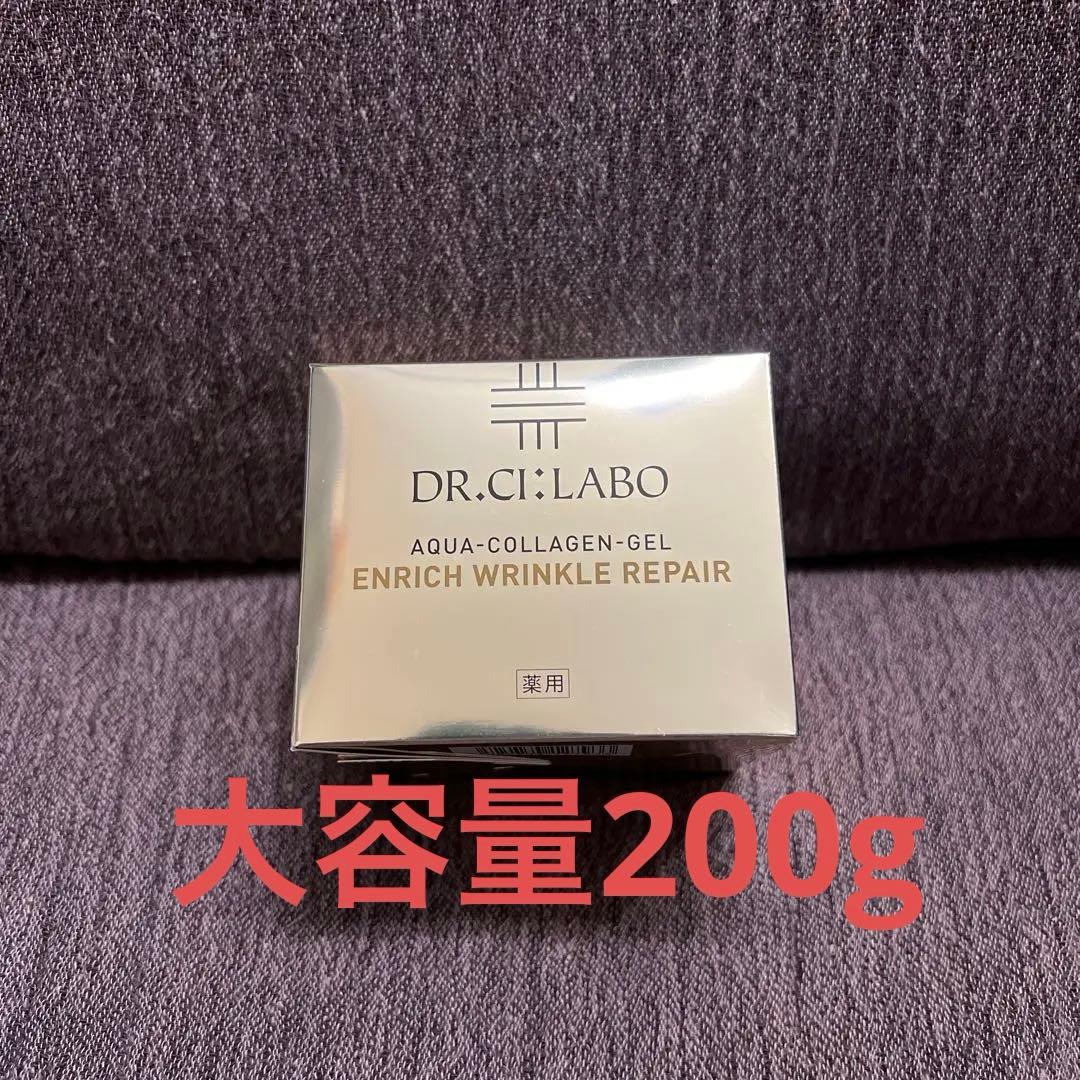 DR.CI:LABO
AQUA-COLLAGEN-GEL
ENRICH WRINKLE REPAIR
薬用
大容量200g